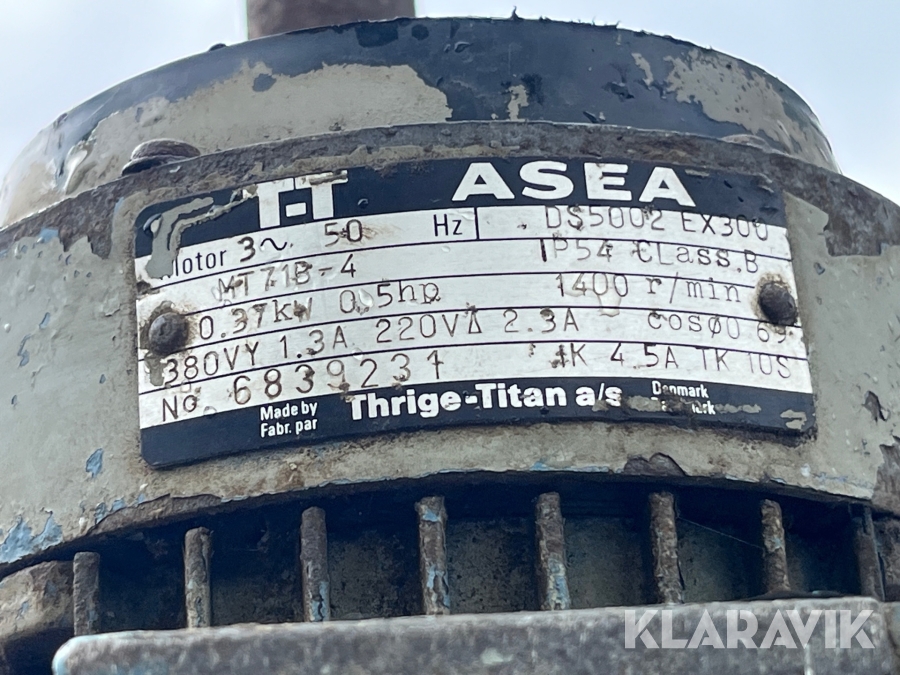 T-T ASEA
Motor 3~ 50 Hz DS5002 EX300
MT71B-4 IP54 CLass.B
0.37kW 0.5hp 1400 r/min
380VY 1.3A 220VΔ 2.3A cosø0 69
No. 6839231 IK 4.5A TK 10S
Made by Thrige-Titan a/s Denmark
Fabr. par
KLARAVIK